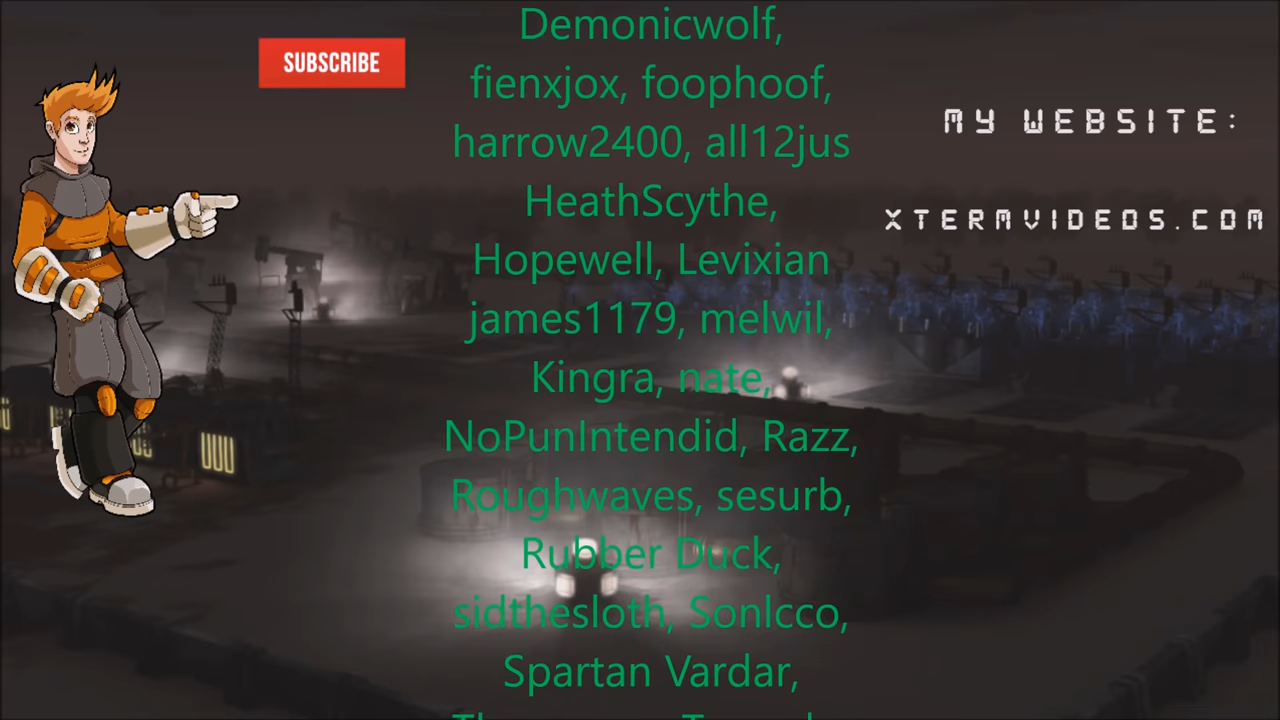 Demonicwolf,
SUBSCRIBE
fienxjox, foophoof,
MY WEBSITE:
harrow2400, all12jus
HeathScythe,
XTERMVIDEOS.COM
Hopewell, Levixian
james1179, melwil,
Kingra, nate,
NoPunIntendid, Razz,
Roughwaves, sesurb,
Rubber Duck,
sidthesloth, Sonlcco,
Spartan Vardar,